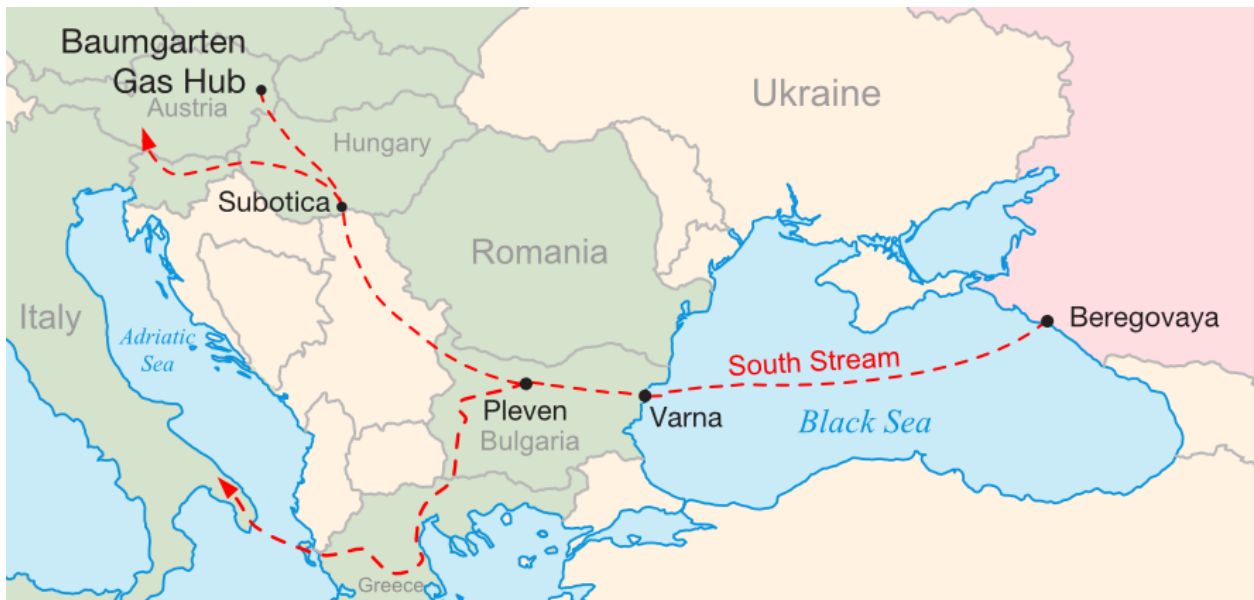 Baumgarten
Gas Hub
Austria
Ukraine
Hungary
Subotica
Romania
Italy
Adriatic
Sea
Beregovaya
South Stream
Pleven
Varna
Black Sea
Bulgaria
Greece